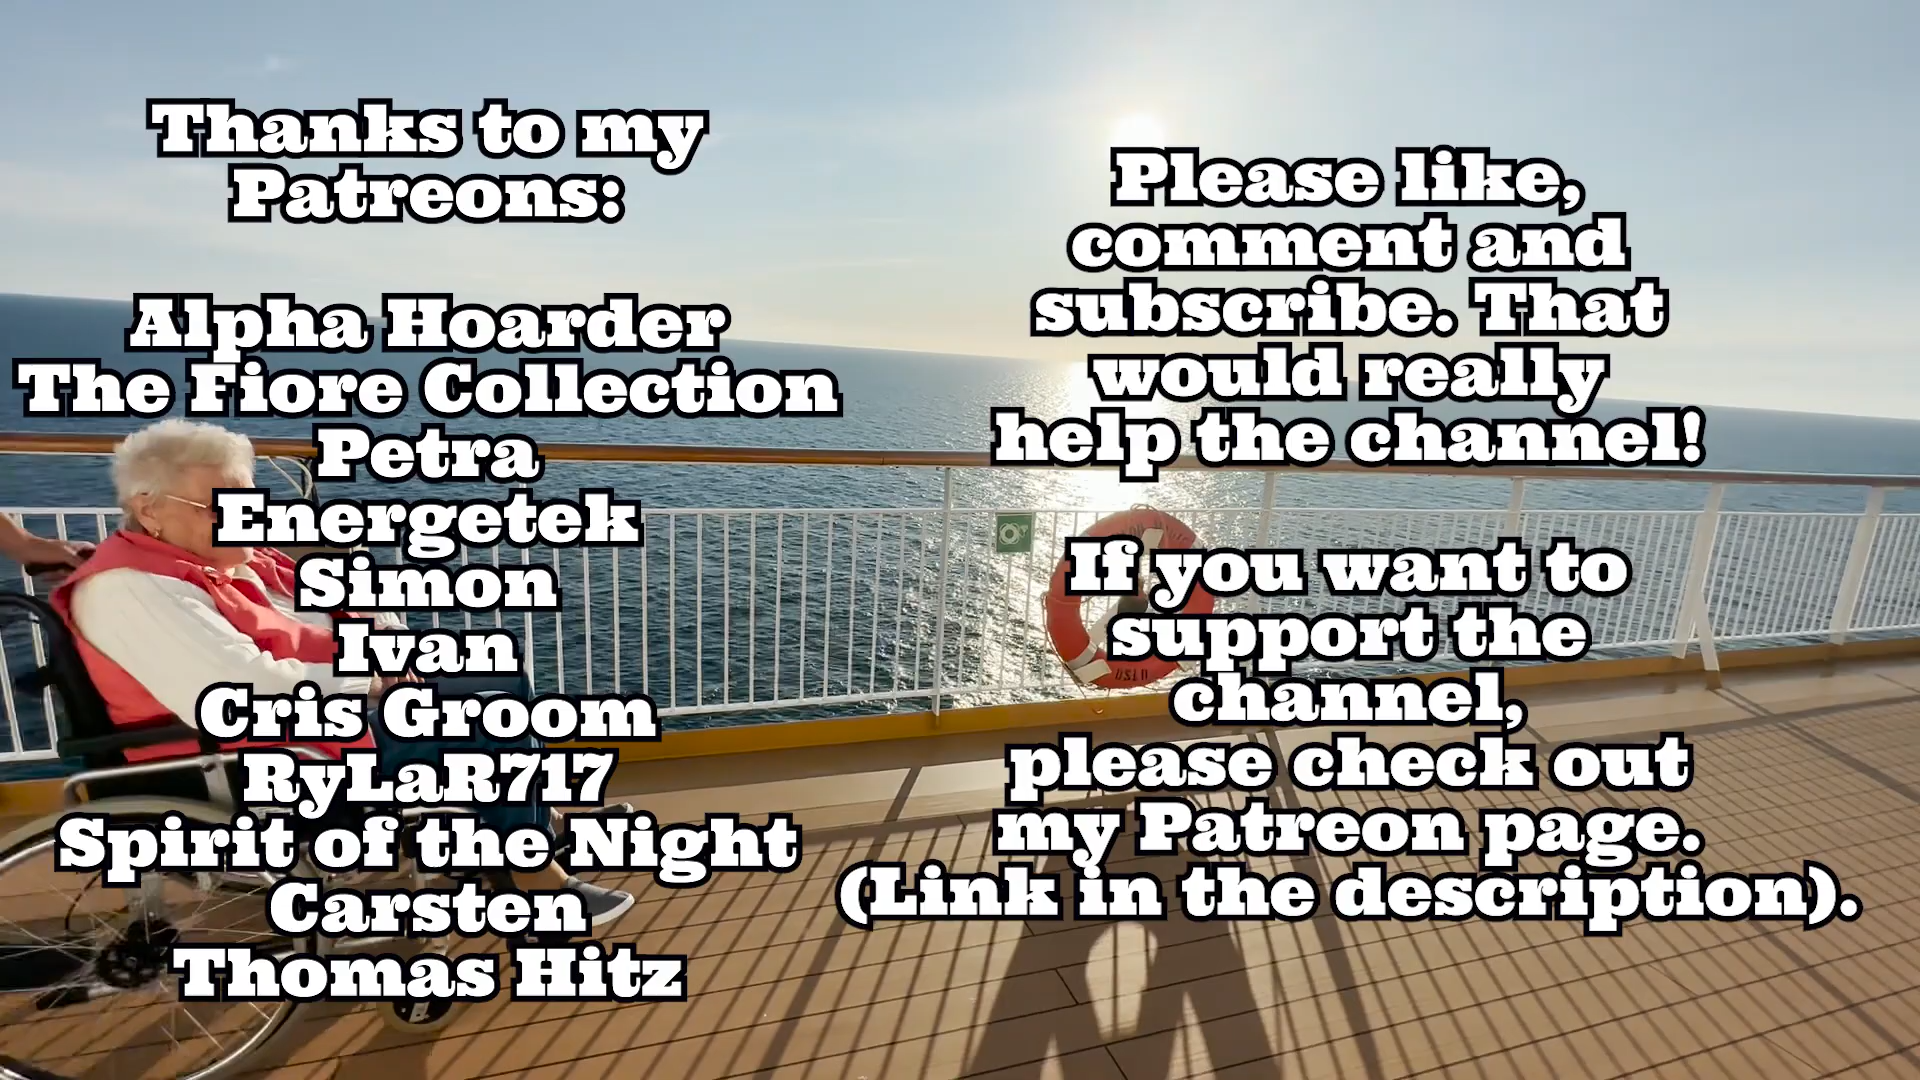 Thanks to my
Patreons:
Alpha Hoarder
The Fiore Collection
Petra
Energetek
Simon
Ivan
Cris Groom
RyLaR717
Spirit of the Night
Carsten
Thomas Hitz
Please like,
comment and
subscribe. That
would really
help the channel!
If you want to
support the
channel,
please check out
my Patreon page.
(Link in the description).